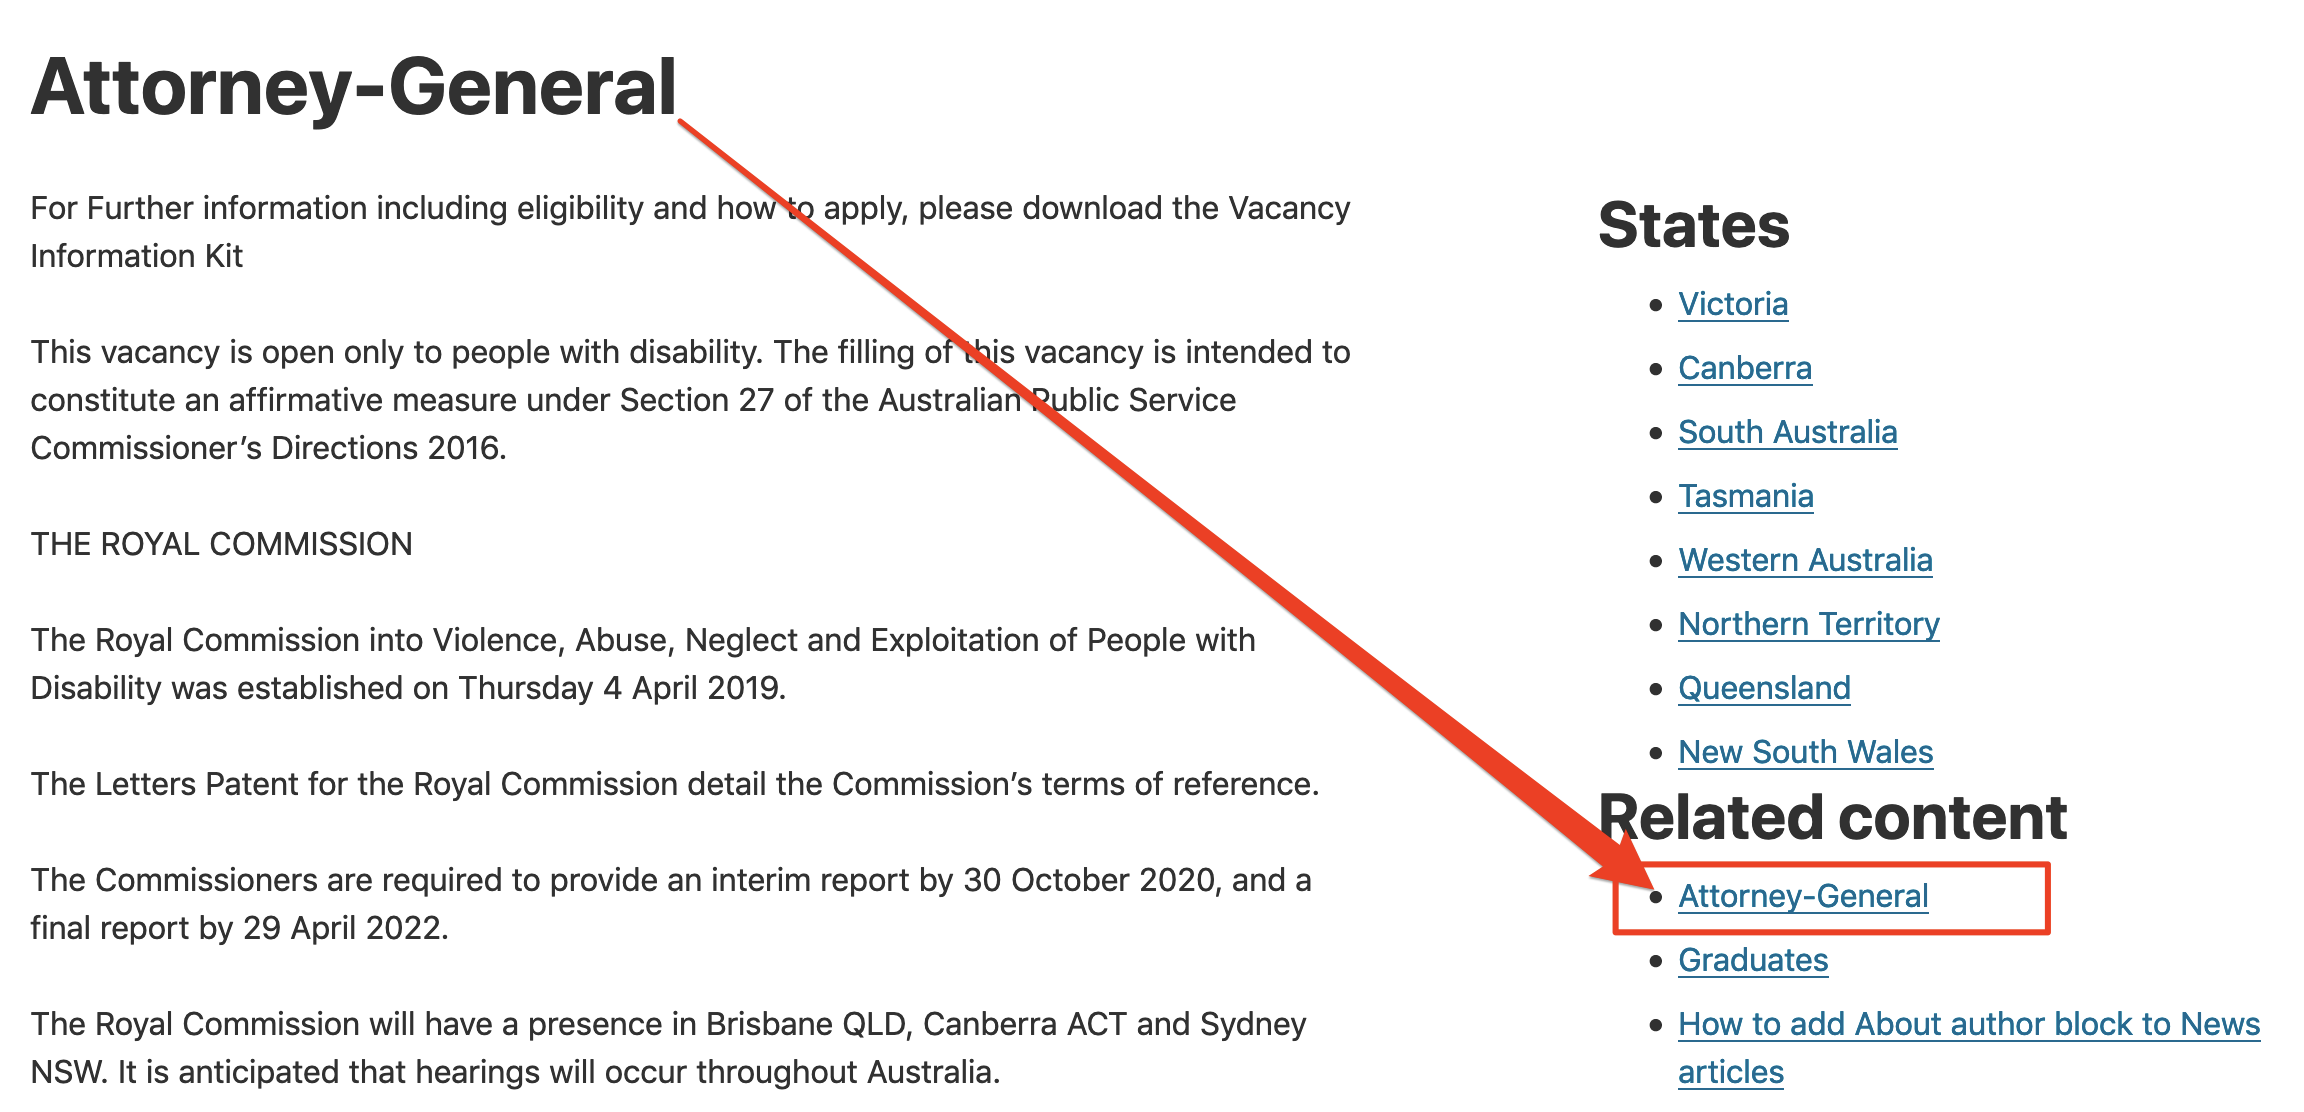 Attorney-General
For Further information including eligibility and how to apply, please download the Vacancy
Information Kit
This vacancy is open only to people with disability. The filling of this vacancy is intended to
constitute an affirmative measure under Section 27 of the Australian Public Service
Commissioner’s Directions 2016.
THE ROYAL COMMISSION
The Royal Commission into Violence, Abuse, Neglect and Exploitation of People with
Disability was established on Thursday 4 April 2019.
The Letters Patent for the Royal Commission detail the Commission’s terms of reference.
The Commissioners are required to provide an interim report by 30 October 2020, and a
final report by 29 April 2022.
The Royal Commission will have a presence in Brisbane QLD, Canberra ACT and Sydney
NSW. It is anticipated that hearings will occur throughout Australia.
States
Victoria
Canberra
South Australia
Tasmania
Western Australia
Northern Territory
Queensland
New South Wales
Related content
Attorney-General
Graduates
How to add About author block to News
articles